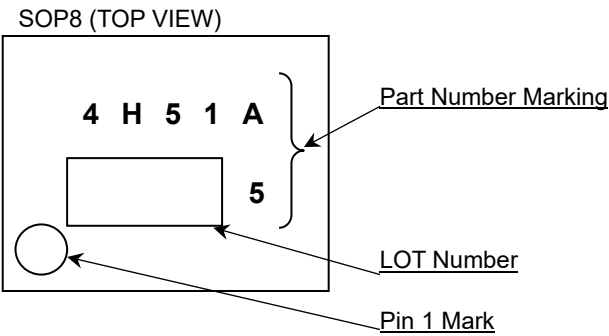 SOP8 (TOP VIEW)
4 H 5 1 A
Part Number Marking
5
LOT Number
Pin 1 Mark